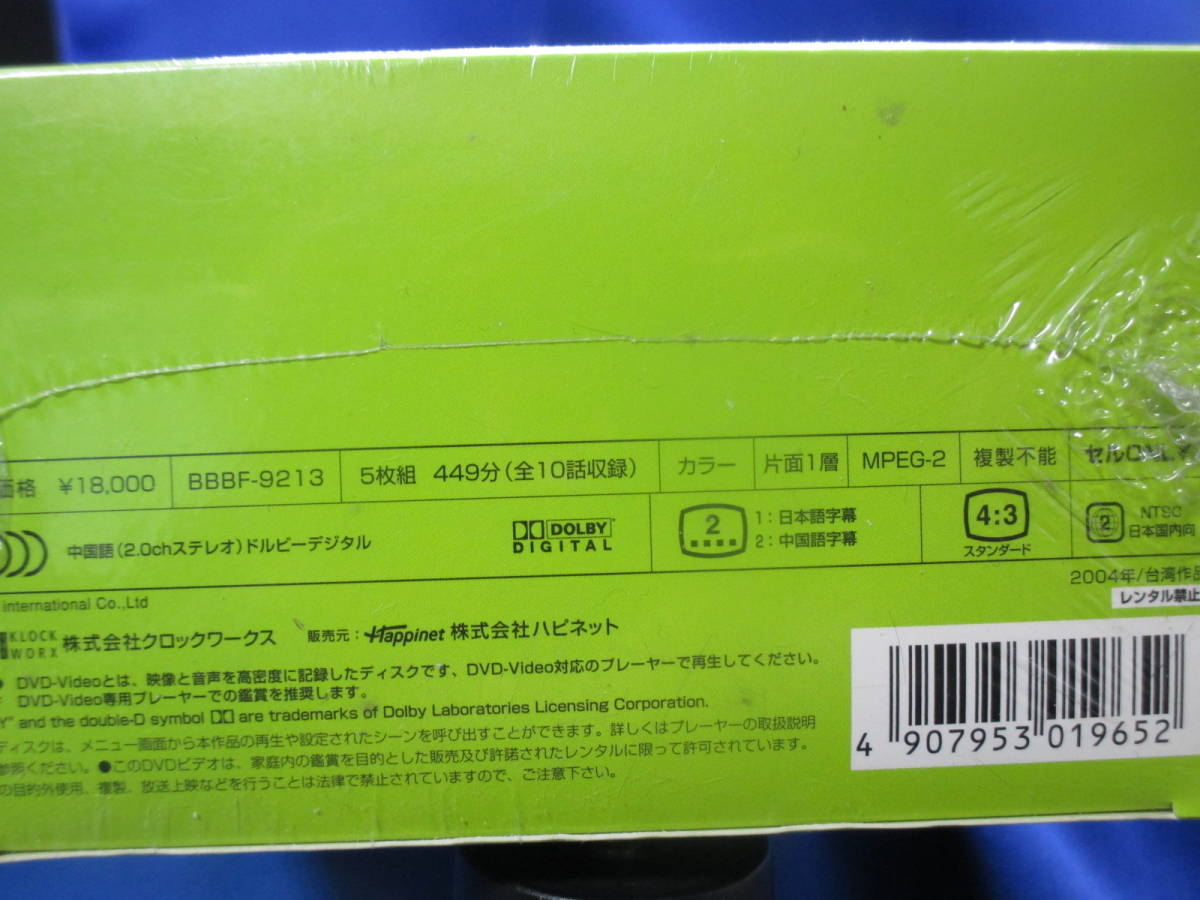 価格 ¥18,000 BBBF-9213 5枚組 449分(全10話収録) カラー 片面1層 MPEG-2 複製不能 セルONLY
中国語(2.0chステレオ)ドルビーデジタル
DOLBY
DIGITAL
2
1:日本語字幕
2:中国語字幕
4:3
スタンダード
2
NTSC
日本国内向
2004年/台湾作品
international Co.,Ltd
レンタル禁止
KLOCK
WORX
株式会社クロックワークス 販売元:Happinet 株式会社ハピネット
● DVD-Videoとは、映像と音声を高密度に記録したディスクです、DVD-Video対応のプレーヤーで再生してください。
DVD-Video専用プレーヤーでの鑑賞を推奨します。
Y" and the double-D symbol are trademarks of Dolby Laboratories Licensing Corporation.
ディスクは、メニュー画面から本作品の再生や設定されたシーンを呼び出すことができます。詳しくはプレーヤーの取扱説明
参照ください。●このDVDビデオは、家庭内の鑑賞を目的とした販売及び許諾されたレンタルに限って許可されています。
の目的外使用、複製、放送上映などを行うことは法律で禁止されていますので、ご注意下さい。
4 907953 019652